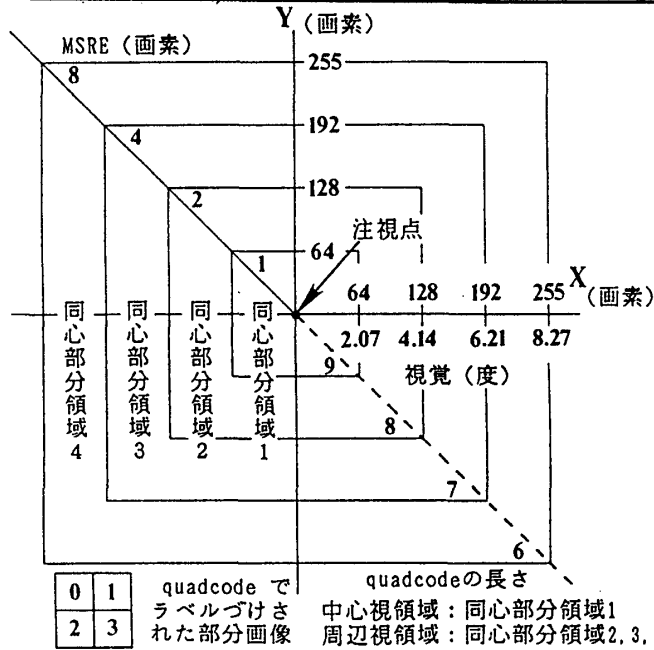 Y (画素)
MSRE (画素)
8
255
4
192
2
128
注視点
1
64
X
(画素)
64 128 192 255
2.07 4.14 6.21 8.27
視覚 (度)
同心部分領域4
同心部分領域3
同心部分領域2
同心部分領域1
9
8
7
6
0 1
2 3
quadcode で
ラベルづけさ
れた部分画像
quadcodeの長さ
中心視領域：同心部分領域1
周辺視領域：同心部分領域2,3,